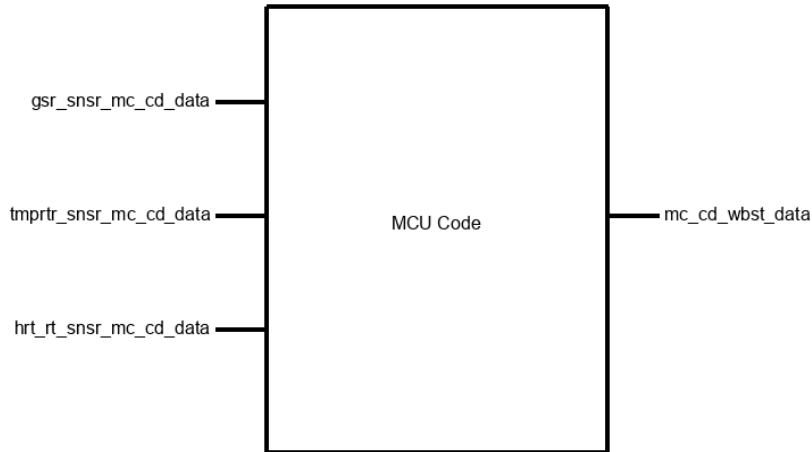 gsr_snsr_mc_cd_data
tmprtr_snsr_mc_cd_data
MCU Code
mc_cd_wbst_data
hrt_rt_snsr_mc_cd_data